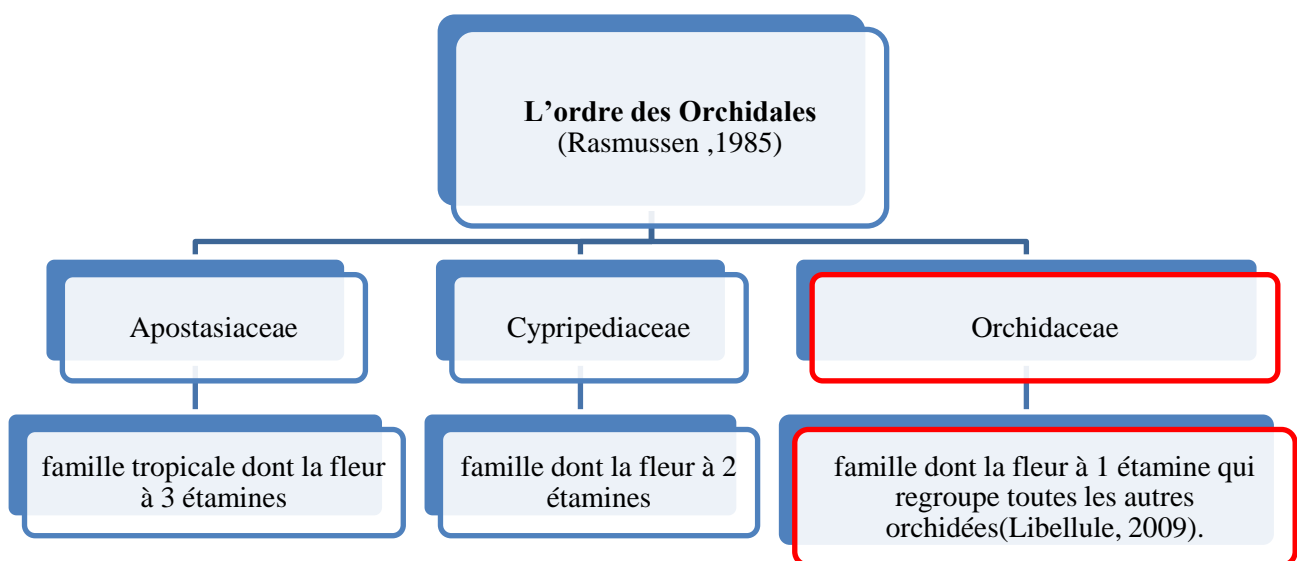 L'ordre des Orchidales
(Rasmussen ,1985)
Apostasiaceae
Cypripediaceae
Orchidaceae
famille tropicale dont la fleur
à 3 étamines
famille dont la fleur à 2
étamines
famille dont la fleur à 1 étamine qui
regroupe toutes les autres
orchidées(Libellule, 2009).